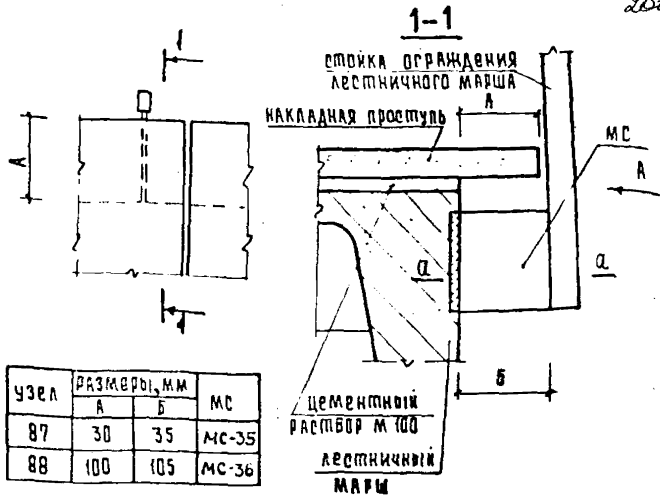 1-1
1
СТОЙКА ОГРАЖДЕНИЯ
ЛЕСТНИЧНОГО МАРША
А
НАКЛАДНАЯ ПРОСТУПЬ
МС
А
А
а
а
Б
1
ЦЕМЕНТНЫЙ
РАСТВОР М 100
ЛЕСТНИЧНЫЙ
МАРШ
УЗЕЛ РАЗМЕРЫ, ММ МС
А Б
87 30 35 МС-35
88 100 105 МС-36